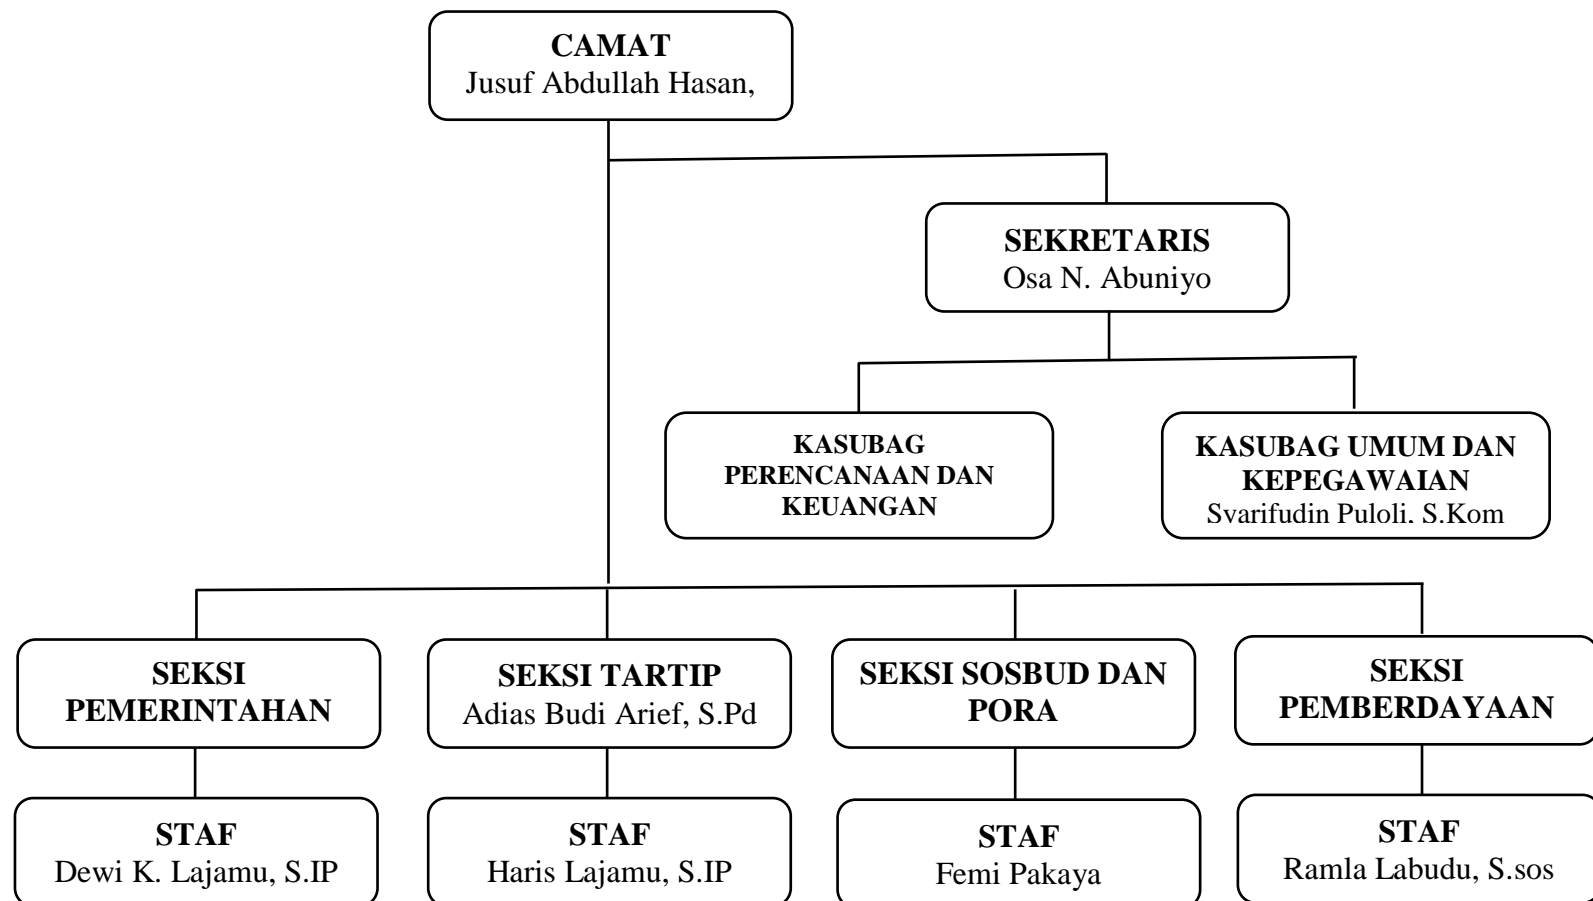 CAMAT
Jusuf Abdullah Hasan,
SEKRETARIS
Osa N. Abuniyo
KASUBAG
PERENCANAAN DAN
KEUANGAN
KASUBAG UMUM DAN
KEPEGAWAIAN
Syarifudin Puloli, S.Kom
SEKSI
PEMERINTAHAN
SEKSI TARTIP
Adias Budi Arief, S.Pd
SEKSI SOSBUD DAN
PORA
SEKSI
PEMBERDAYAAN
STAF
Dewi K. Lajamu, S.IP
STAF
Haris Lajamu, S.IP
STAF
Femi Pakaya
STAF
Ramla Labudu, S.sos